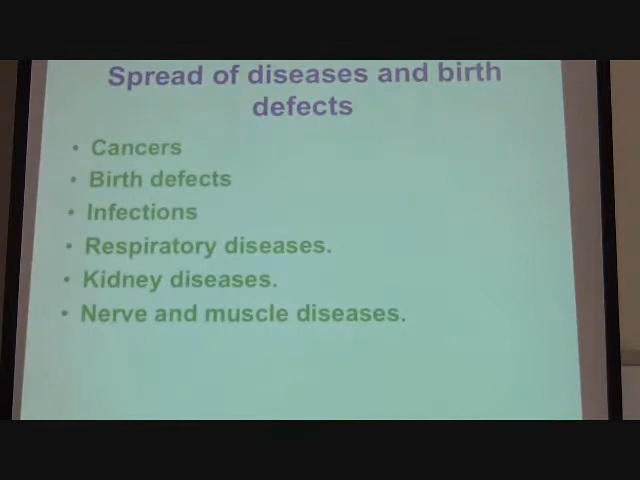 Spread of diseases and birth
defects
• Cancers
• Birth defects
• Infections
• Respiratory diseases.
• Kidney diseases.
• Nerve and muscle diseases.